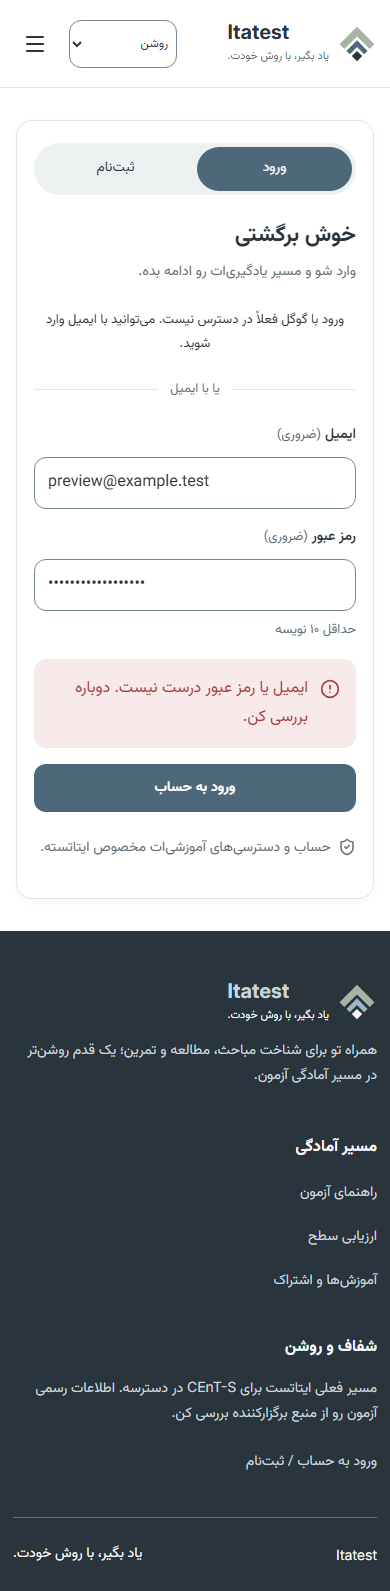 Itatest
یاد بگیر، با روش خودت.
روشن
ورود
ثبت‌نام
خوش برگشتی
وارد شو و مسیر یادگیری‌ات رو ادامه بده.
ورود با گوگل فعلاً در دسترس نیست. می‌توانید با ایمیل وارد
شوید.
یا با ایمیل
ایمیل (ضروری)
preview@example.test
رمز عبور (ضروری)
••••••••••••••••••
حداقل ۱۰ نویسه
ایمیل یا رمز عبور درست نیست. دوباره
بررسی کن.
ورود به حساب
حساب و دسترسی‌های آموزشی‌ات مخصوص ایتاتسته.
Itatest
یاد بگیر، با روش خودت.
همراه تو برای شناخت مباحث، مطالعه و تمرین؛ یک قدم روشن‌تر
در مسیر آمادگی آزمون.
مسیر آمادگی
راهنمای آزمون
ارزیابی سطح
آموزش‌ها و اشتراک
شفاف و روشن
مسیر فعلی ایتاتست برای CEnT-S در دسترسه. اطلاعات رسمی
آزمون رو از منبع برگزارکننده بررسی کن.
ورود به حساب / ثبت‌نام
Itatest
یاد بگیر، با روش خودت.